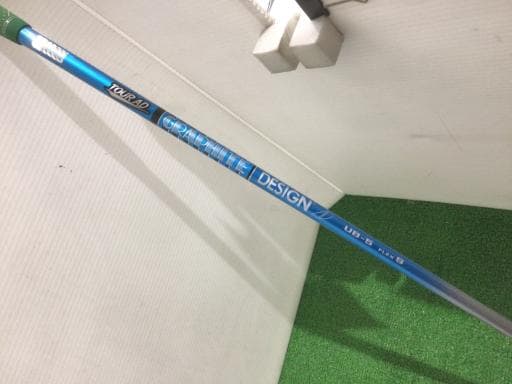 TOUR AD
GRAPHITE DESIGN
UB-5 FLEX S